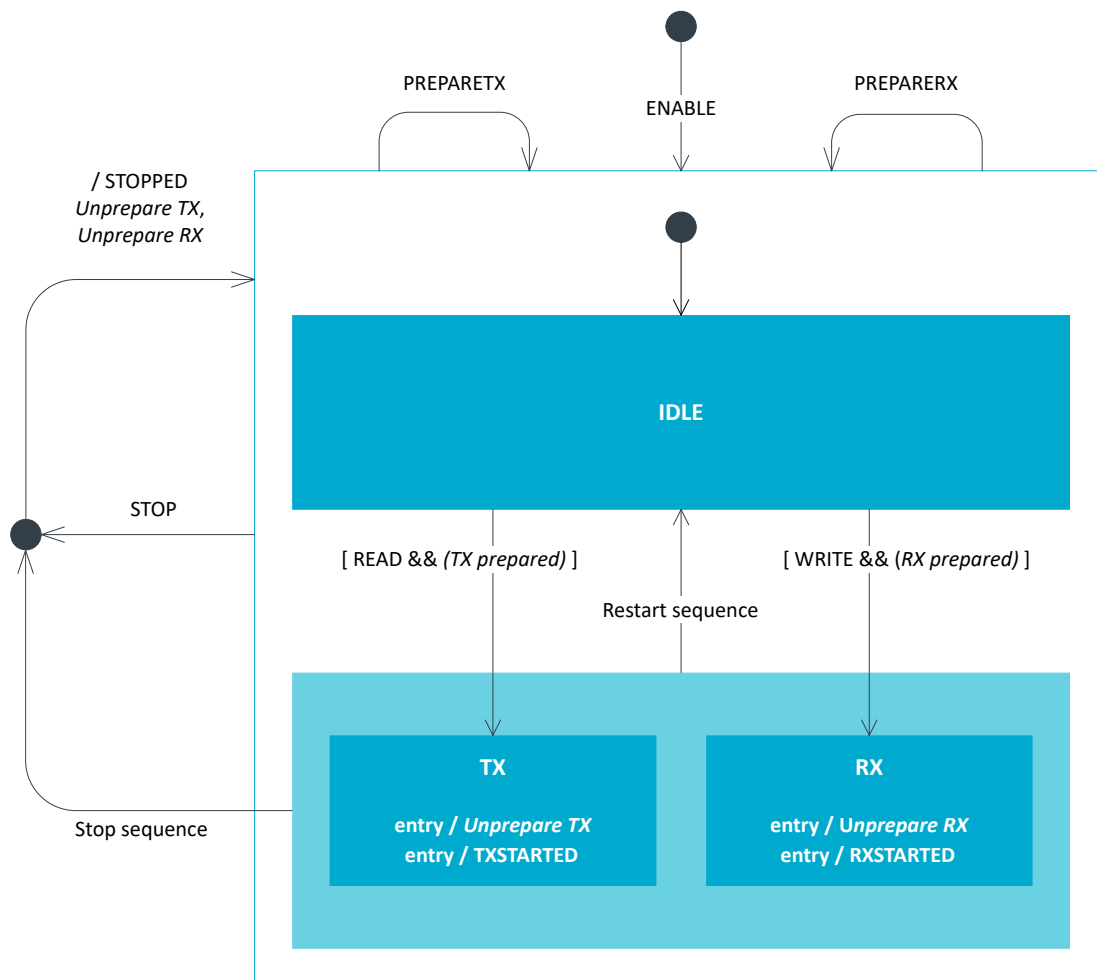 PREPARETX
PREPARERX
ENABLE
/ STOPPED
Unprepare TX,
Unprepare RX
IDLE
STOP
[ READ && (TX prepared) ]
[ WRITE && (RX prepared) ]
Restart sequence
TX
entry / Unprepare TX
entry / TXSTARTED
RX
entry / Unprepare RX
entry / RXSTARTED
Stop sequence